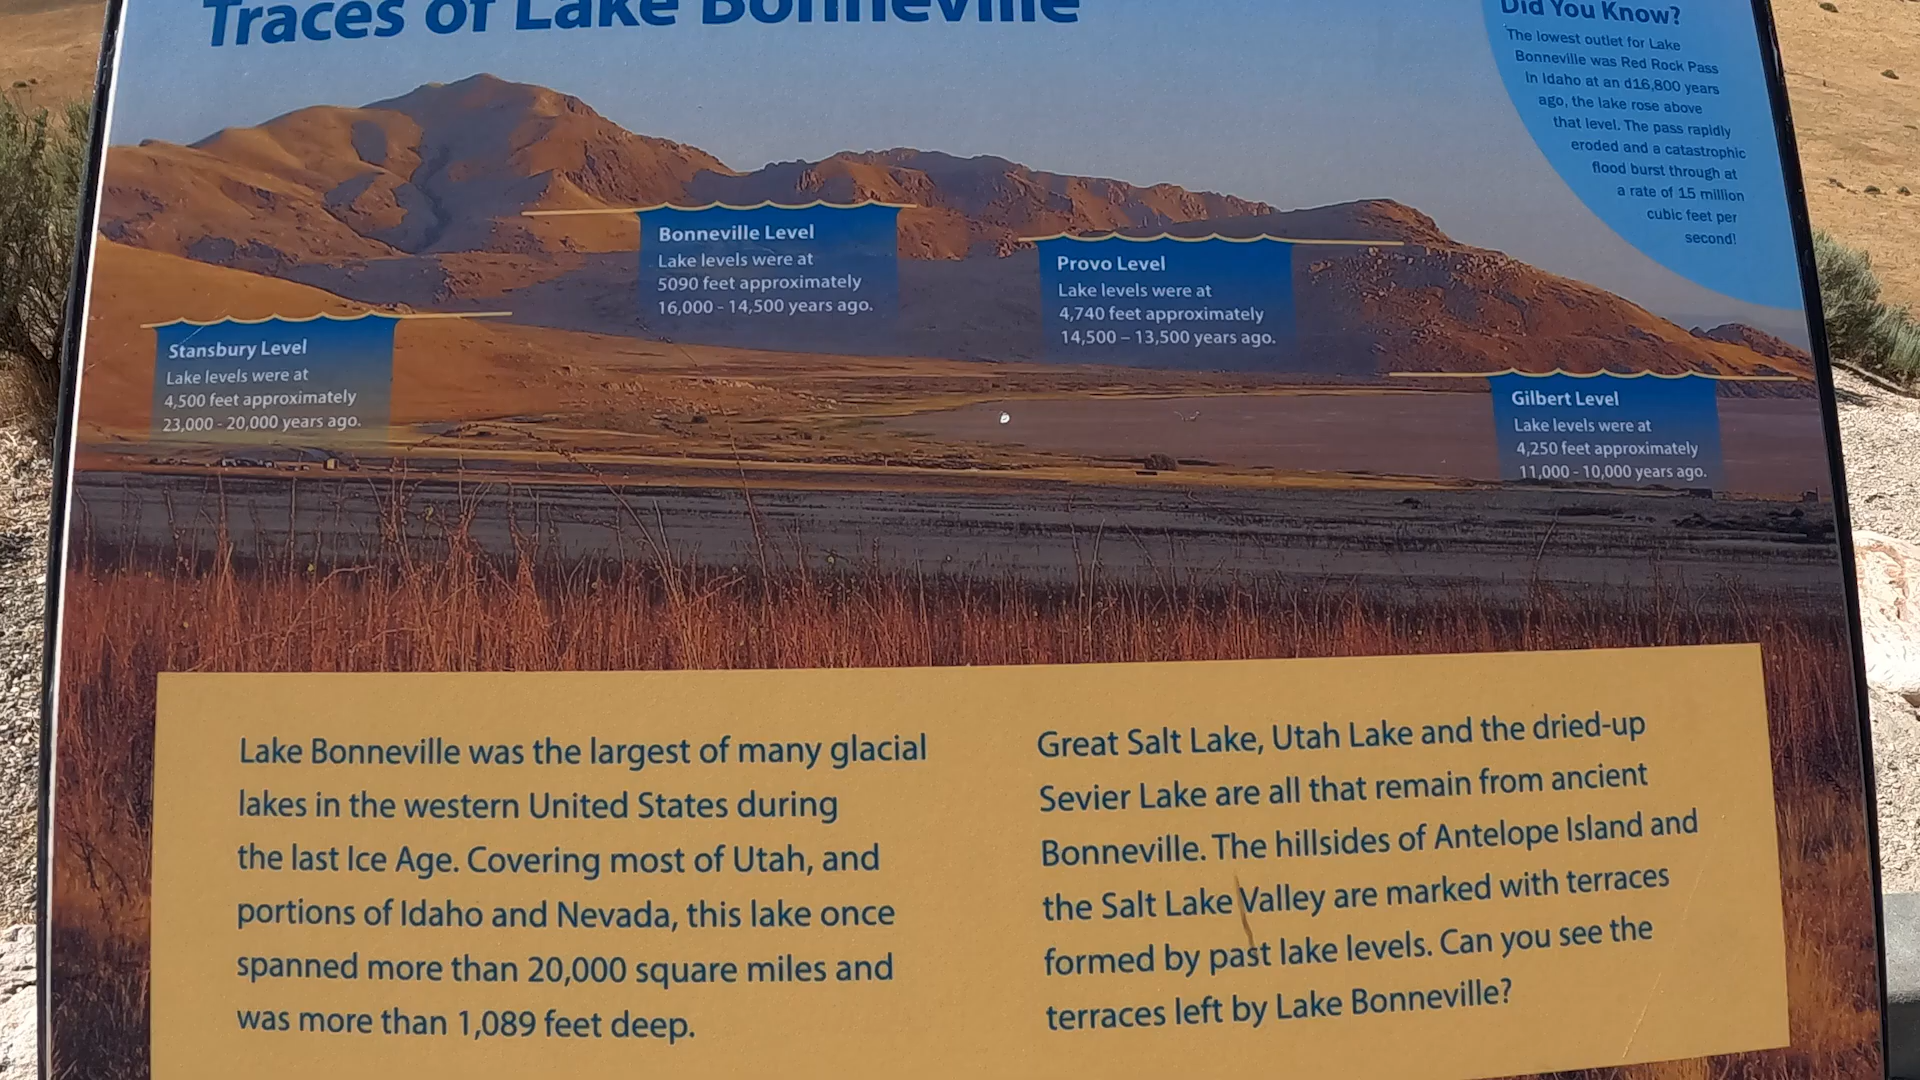 Traces of Lake Bonneville
Did You Know?
The lowest outlet for Lake
Bonneville was Red Rock Pass
In Idaho at an d16,800 years
ago, the lake rose above
that level. The pass rapidly
eroded and a catastrophic
flood burst through at
a rate of 15 million
cubic feet per
second!
Bonneville Level
Lake levels were at
5090 feet approximately
16,000 - 14,500 years ago.
Provo Level
Lake levels were at
4,740 feet approximately
14,500 – 13,500 years ago.
Stansbury Level
Lake levels were at
4,500 feet approximately
23,000 - 20,000 years ago.
Gilbert Level
Lake levels were at
4,250 feet approximately
11,000 - 10,000 years ago.
Lake Bonneville was the largest of many glacial
lakes in the western United States during
the last Ice Age. Covering most of Utah, and
portions of Idaho and Nevada, this lake once
spanned more than 20,000 square miles and
was more than 1,089 feet deep.
Great Salt Lake, Utah Lake and the dried-up
Sevier Lake are all that remain from ancient
Bonneville. The hillsides of Antelope Island and
the Salt Lake Valley are marked with terraces
formed by past lake levels. Can you see the
terraces left by Lake Bonneville?